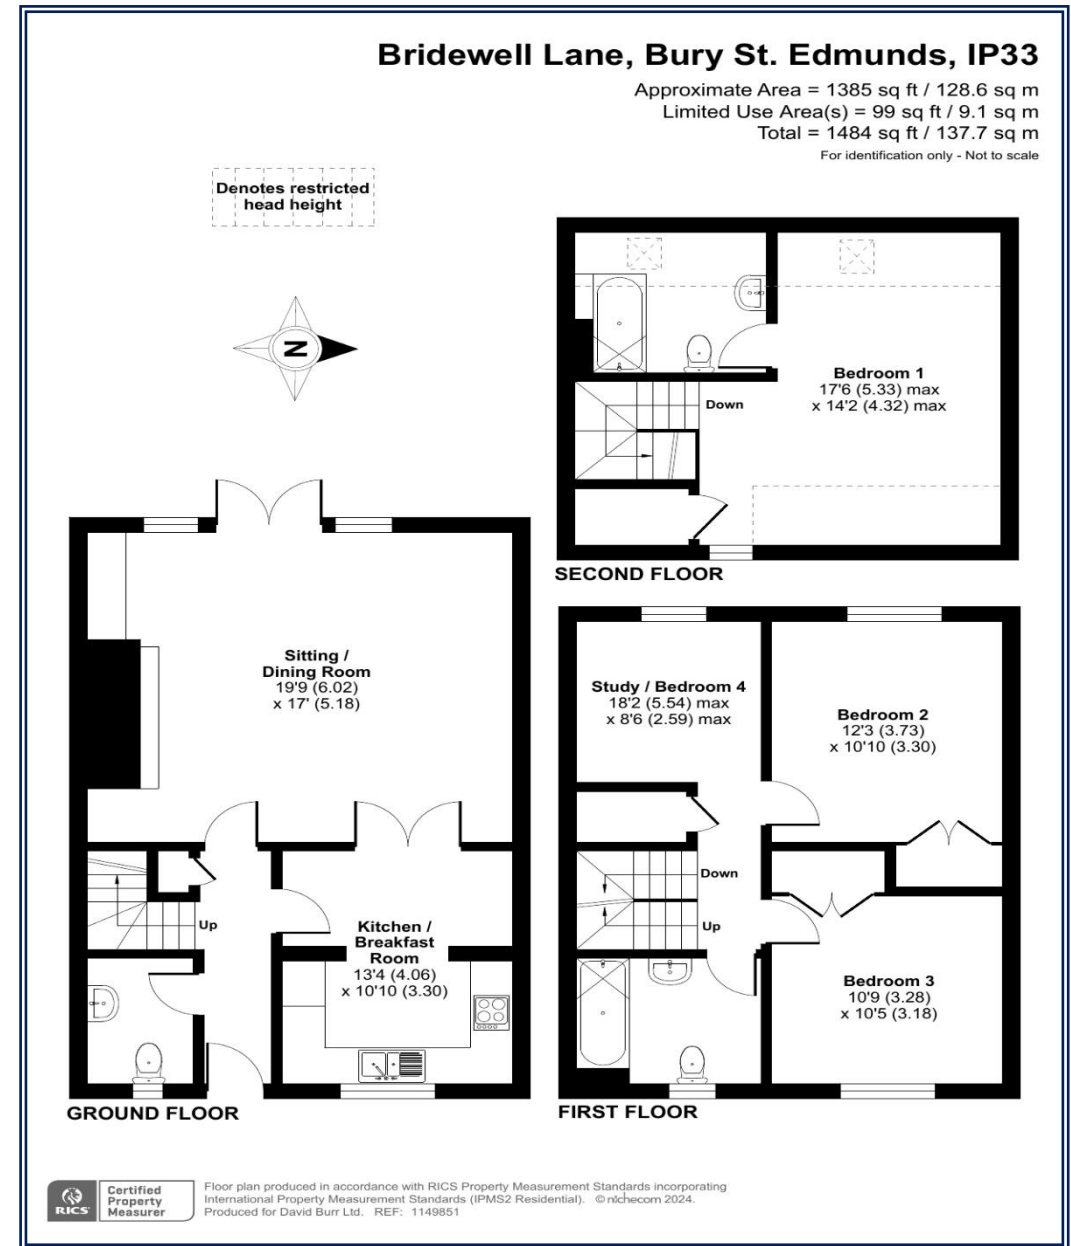 Bridewell Lane, Bury St. Edmunds, IP33
Approximate Area = 1385 sq ft / 128.6 sq m
Limited Use Area(s) = 99 sq ft / 9.1 sq m
Total = 1484 sq ft / 137.7 sq m
For identification only - Not to scale
Denotes restricted
head height
N
Bedroom 1
17'6 (5.33) max
x 14'2 (4.32) max
Down
SECOND FLOOR
Sitting /
Dining Room
19'9 (6.02)
x 17' (5.18)
Up
Kitchen /
Breakfast
Room
13'4 (4.06)
x 10'10 (3.30)
GROUND FLOOR
Study / Bedroom 4
18'2 (5.54) max
x 8'6 (2.59) max
Bedroom 2
12'3 (3.73)
x 10'10 (3.30)
Down
Up
Bedroom 3
10'9 (3.28)
x 10'5 (3.18)
FIRST FLOOR
RICS
Certified
Property
Measurer
Floor plan produced in accordance with RICS Property Measurement Standards incorporating
International Property Measurement Standards (IPMS2 Residential). © nıchecom 2024.
Produced for David Burr Ltd. REF: 1149851